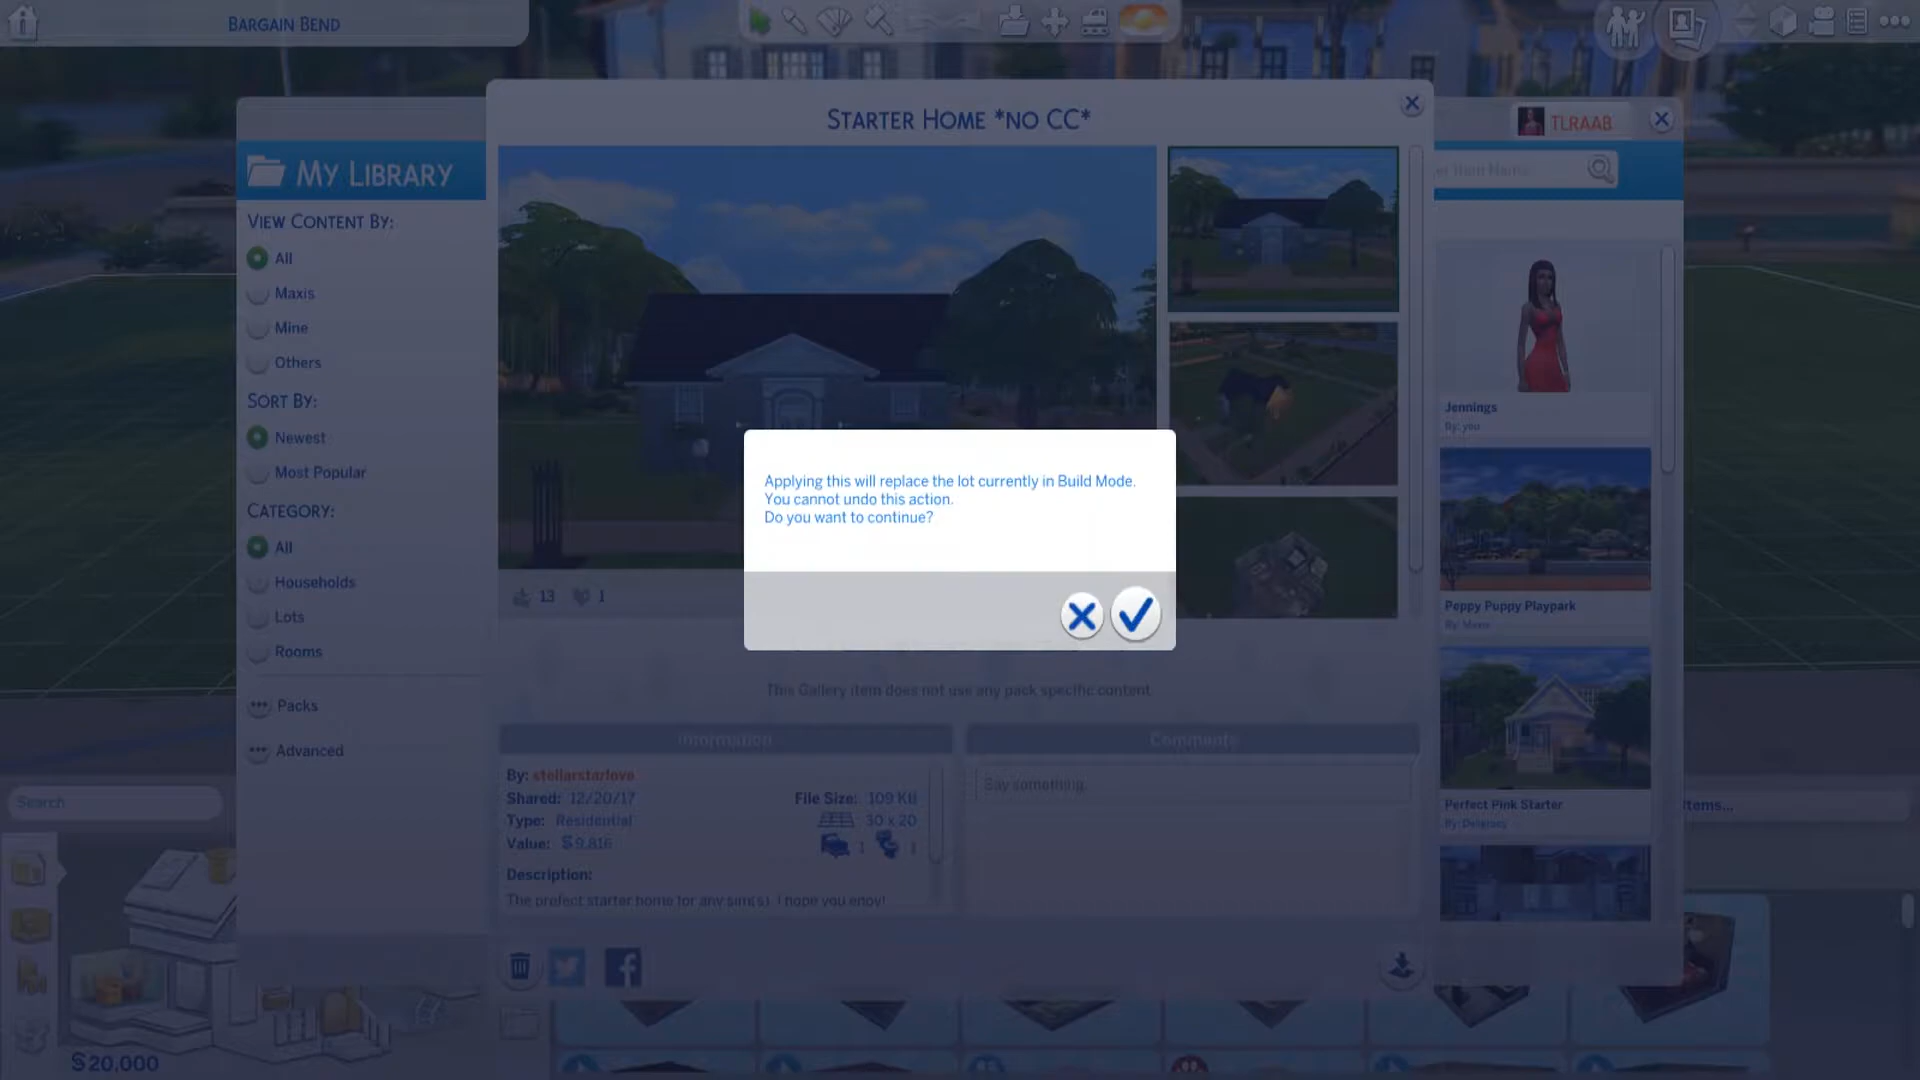 BARGAIN BEND
STARTER HOME *NO CC*
TLRAAB
MY LIBRARY
er Item Name
VIEW CONTENT BY:
All
Maxis
Mine
Others
SORT BY:
Newest
Most Popular
CATEGORY:
All
Households
Lots
Rooms
Packs
Advanced
Jennings
By: you
Peppy Puppy Playpark
By: Maxis
Perfect Pink Starter
Applying this will replace the lot currently in Build Mode.
You cannot undo this action.
Do you want to continue?
13 1
This Gallery item does not use any pack specific content.
Information
Comments
By: stellarstarlove
Shared: 12/20/17
File Size: 109 KB
Type: Residential
30 x 20
Value: $9,816
1 1
Description:
The prefect starter home for any sim(s). I hope you enoy!
Say something.
Search
Items...
$20,000